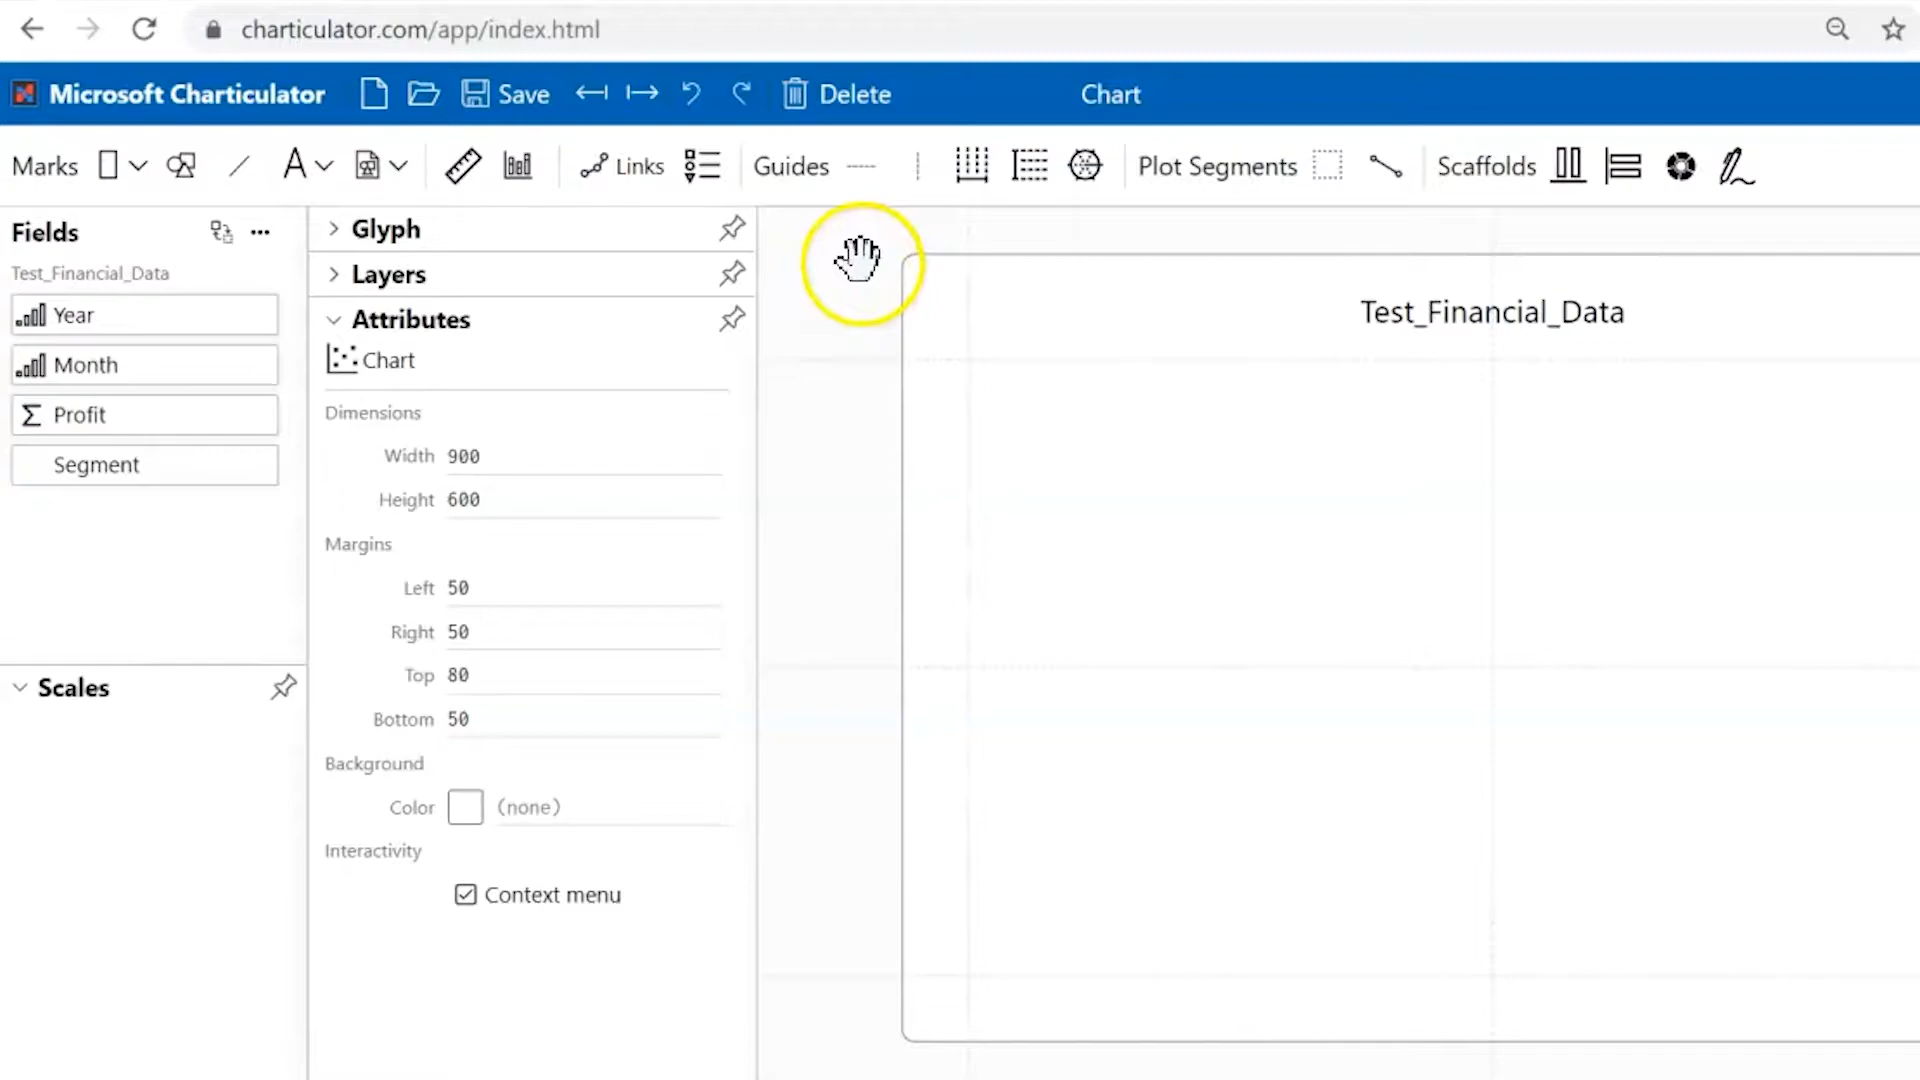 charticulator.com/app/index.html
Microsoft Charticulator Save Delete Chart
Marks Links Guides Plot Segments Scaffolds
Fields
Test_Financial_Data
Year
Month
Profit
Segment
Scales
Glyph
Layers
Attributes
Chart
Dimensions
Width 900
Height 600
Margins
Left 50
Right 50
Top 80
Bottom 50
Background
Color (none)
Interactivity
Context menu
Test_Financial_Data